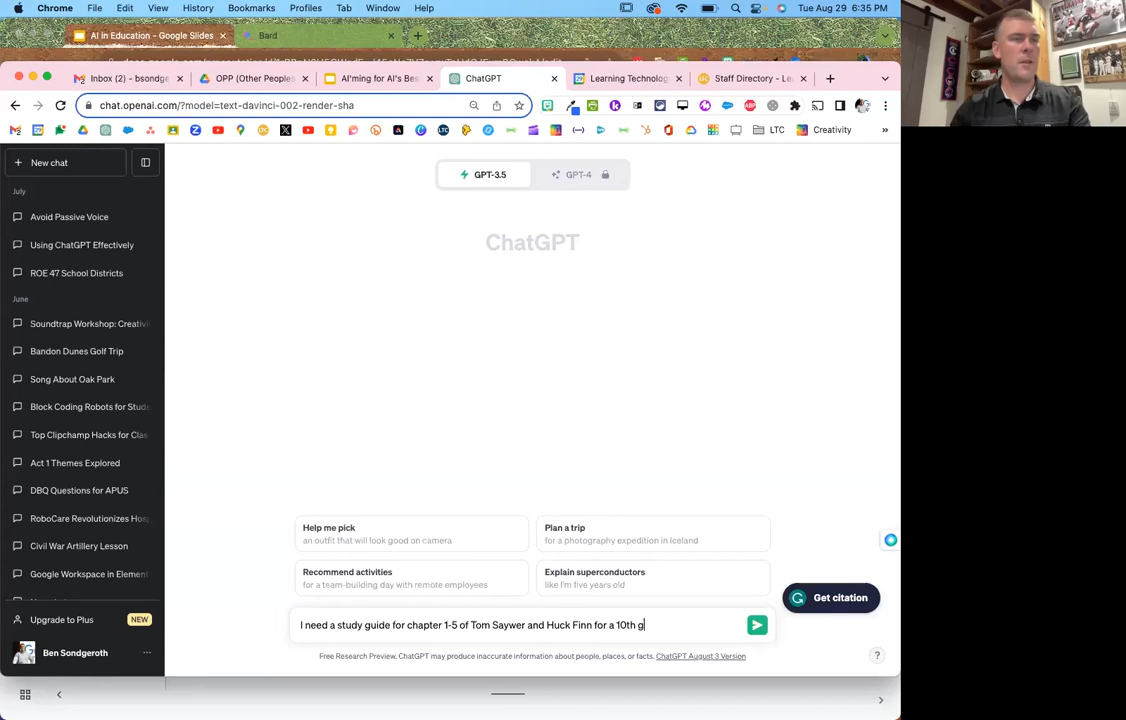 Chrome File Edit View History Bookmarks Profiles Tab Window Help Tue Aug 29 6:35 PM
AI in Education - Google Slides Bard
Inbox (2) - bsondge OPP (Other Peoples AI'ming for AI's Bes ChatGPT Learning Technolog Staff Directory - Le
chat.openai.com/?model=text-davinci-002-render-sha
LTC Creativity
New chat
GPT-3.5 GPT-4
July
Avoid Passive Voice
ChatGPT
Using ChatGPT Effectively
ROE 47 School Districts
June
Soundtrap Workshop: Creativi
Bandon Dunes Golf Trip
Song About Oak Park
Block Coding Robots for Stude
Top Clipchamp Hacks for Clas
Act 1 Themes Explored
DBQ Questions for APUS
RoboCare Revolutionizes Hos
Civil War Artillery Lesson
Google Workspace in Element
Help me pick
an outfit that will look good on camera
Plan a trip
for a photography expedition in Iceland
Recommend activities
for a team-building day with remote employees
Explain superconductors
like I'm five years old
Get citation
Upgrade to Plus NEW
I need a study guide for chapter 1-5 of Tom Saywer and Huck Finn for a 10th g
Ben Sondgeroth
Free Research Preview. ChatGPT may produce inaccurate information about people, places, or facts. ChatGPT August 3 Version
?